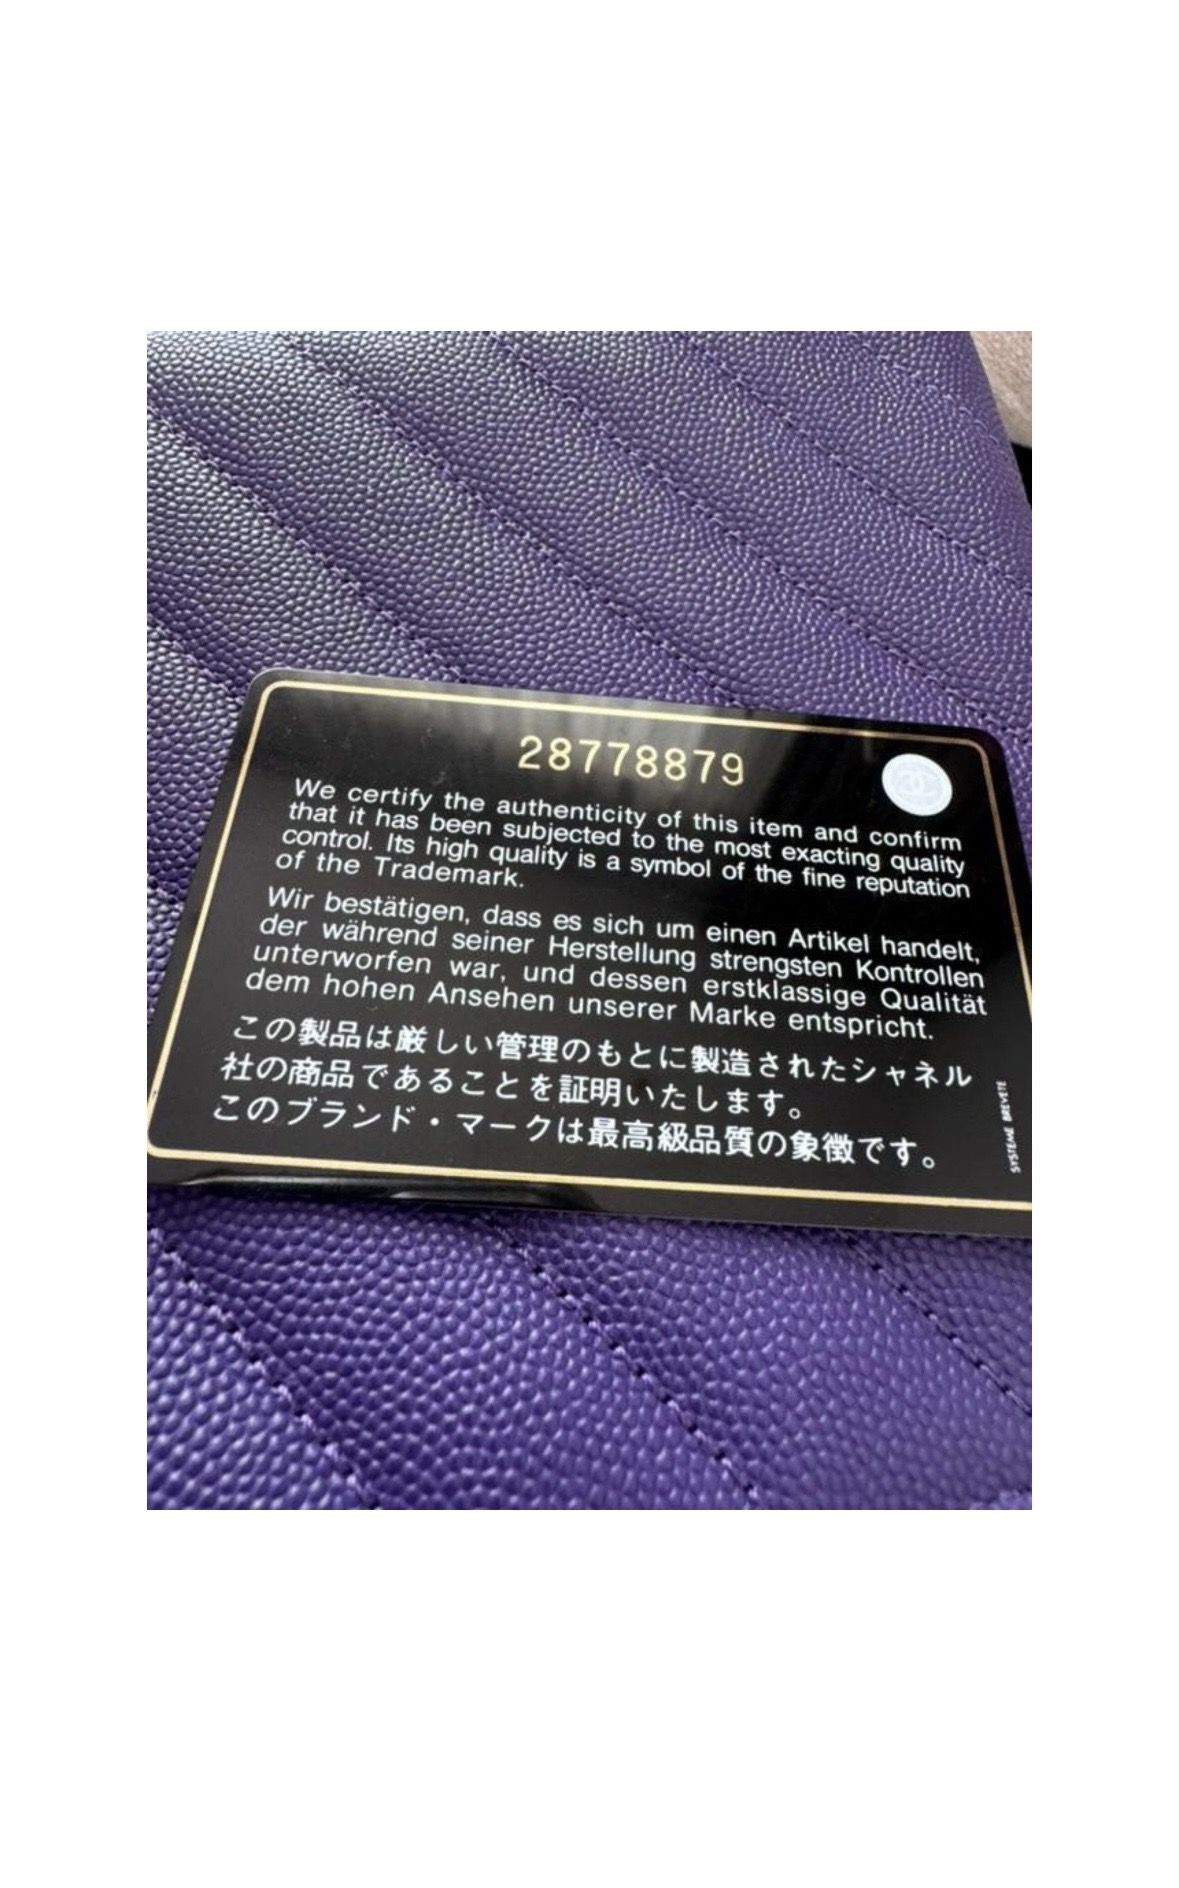 28778879
We certify the authenticity of this item and confirm
that it has been subjected to the most exacting quality
control. Its high quality is a symbol of the fine reputation
of the Trademark.
Wir bestätigen, dass es sich um einen Artikel handelt,
der während seiner Herstellung strengsten Kontrollen
unterworfen war, und dessen erstklassige Qualität
dem hohen Ansehen unserer Marke entspricht.
この製品は厳しい管理のもとに製造されたシャネル
社の商品であることを証明いたします。
このブランド・マークは最高級品質の象徴です。
SYSTEME BREVETE